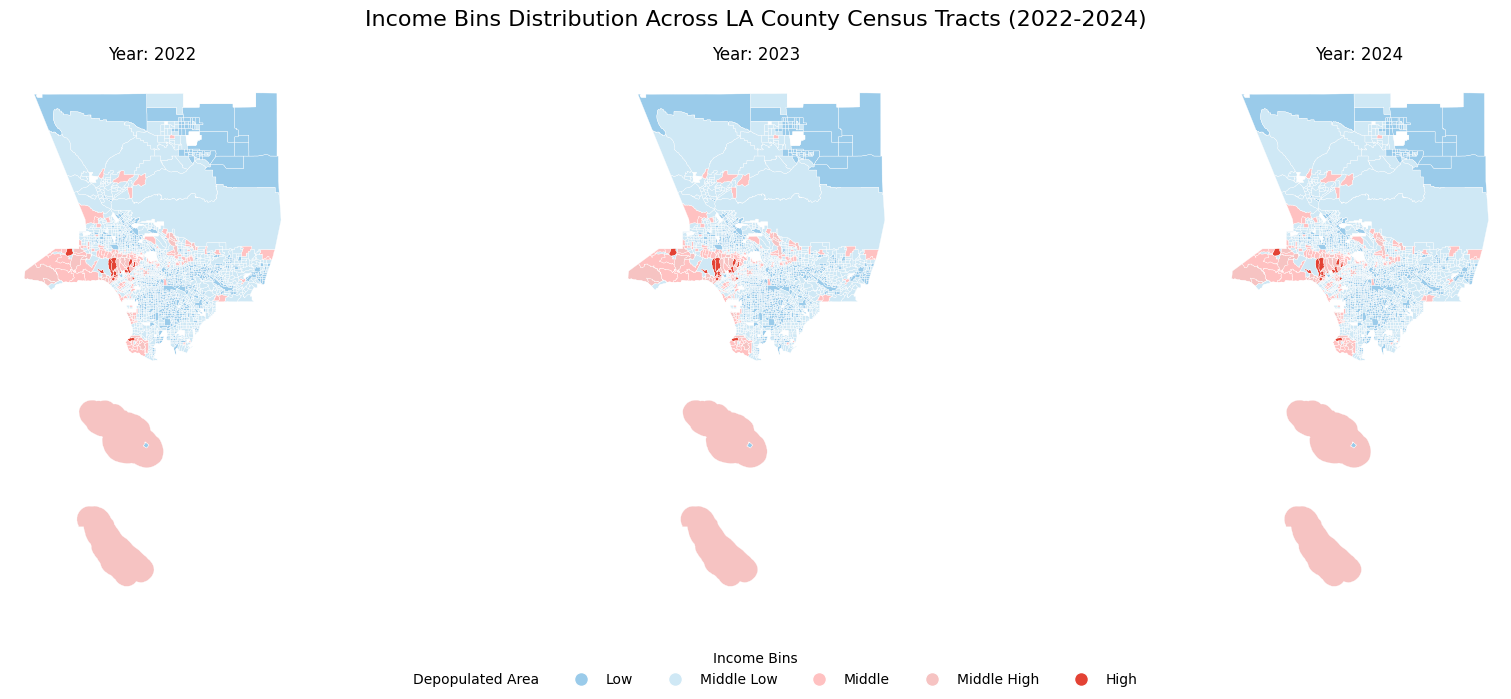 Income Bins Distribution Across LA County Census Tracts (2022-2024)
Year: 2022
Year: 2023
Year: 2024
Income Bins
Depopulated Area
Low
Middle Low
Middle
Middle High
High